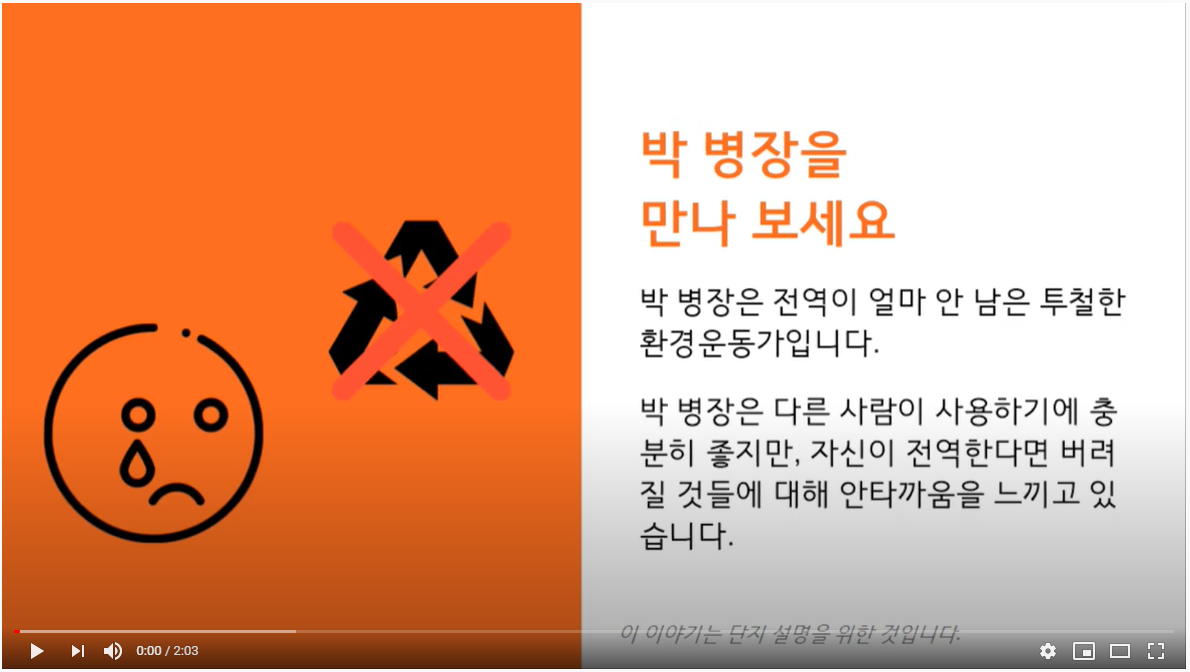 박 병장을
만나 보세요
박 병장은 전역이 얼마 안 남은 투철한
환경운동가입니다.
박 병장은 다른 사람이 사용하기에 충
분히 좋지만, 자신이 전역한다면 버려
질 것들에 대해 안타까움을 느끼고 있
습니다.
이 이야기는 단지 설명을 위한 것입니다.
0:00 / 2:03